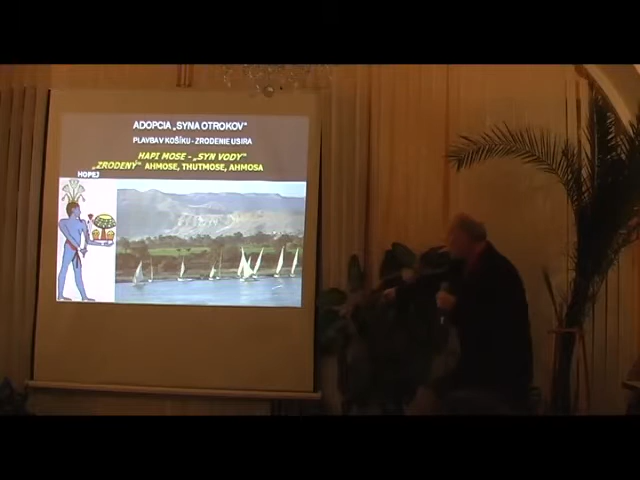 ADOPCIA „SYNA OTROKOV"
PLAVBA V KOŠÍKU - ZRODENIE USIRA
HAPI MOSE - „SYN VODY"
„ZRODENÝ" AHMOSE, THUTMOSE, AHMOSA
HOPEJ